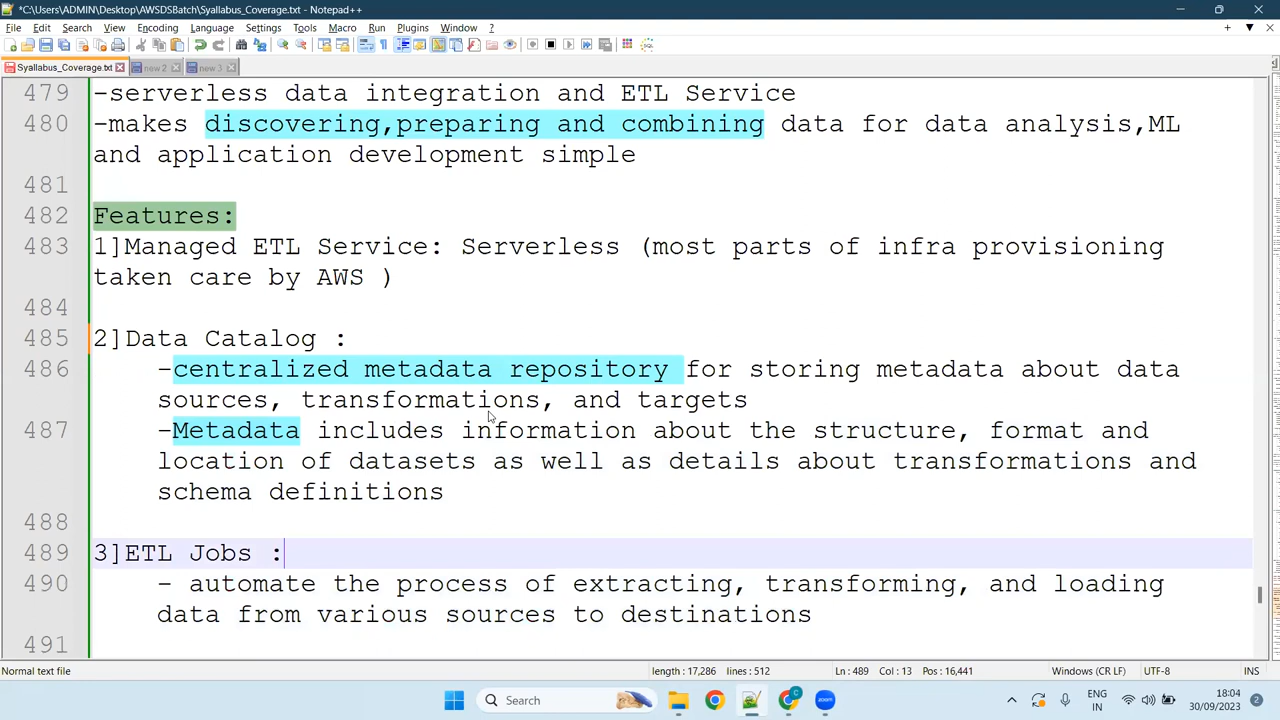 *C:\Users\ADMIN\Desktop\AWSDSBatch\Syallabus_Coverage.txt - Notepad++
File Edit Search View Encoding Language Settings Tools Macro Run Plugins Window ?
Syallabus_Coverage.txt new 2 new 3
479 -serverless data integration and ETL Service
480 -makes discovering,preparing and combining data for data analysis,ML
and application development simple
481
482 Features:
483 1]Managed ETL Service: Serverless (most parts of infra provisioning
taken care by AWS )
484
485 2]Data Catalog :
486 -centralized metadata repository for storing metadata about data
sources, transformations, and targets
487 -Metadata includes information about the structure, format and
location of datasets as well as details about transformations and
schema definitions
488
489 3]ETL Jobs :
490 - automate the process of extracting, transforming, and loading
data from various sources to destinations
491
Normal text file length : 17,286 lines : 512 Ln : 489 Col : 13 Pos : 16,441 Windows (CR LF) UTF-8 INS
Search zoom ENG 18:04
IN 30/09/2023 2